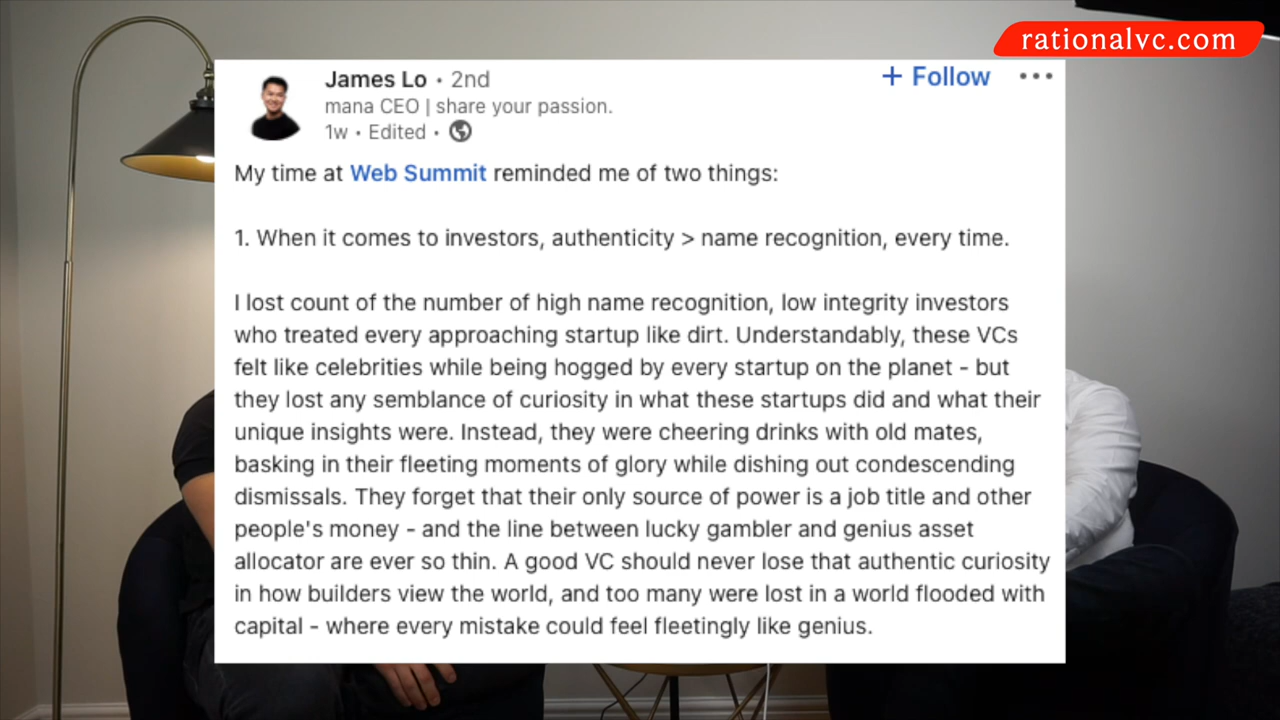 rationalvc.com
James Lo • 2nd
+ Follow •••
mana CEO | share your passion.
1w • Edited •
My time at Web Summit reminded me of two things:
1. When it comes to investors, authenticity > name recognition, every time.
I lost count of the number of high name recognition, low integrity investors
who treated every approaching startup like dirt. Understandably, these VCs
felt like celebrities while being hogged by every startup on the planet - but
they lost any semblance of curiosity in what these startups did and what their
unique insights were. Instead, they were cheering drinks with old mates,
basking in their fleeting moments of glory while dishing out condescending
dismissals. They forget that their only source of power is a job title and other
people's money - and the line between lucky gambler and genius asset
allocator are ever so thin. A good VC should never lose that authentic curiosity
in how builders view the world, and too many were lost in a world flooded with
capital - where every mistake could feel fleetingly like genius.